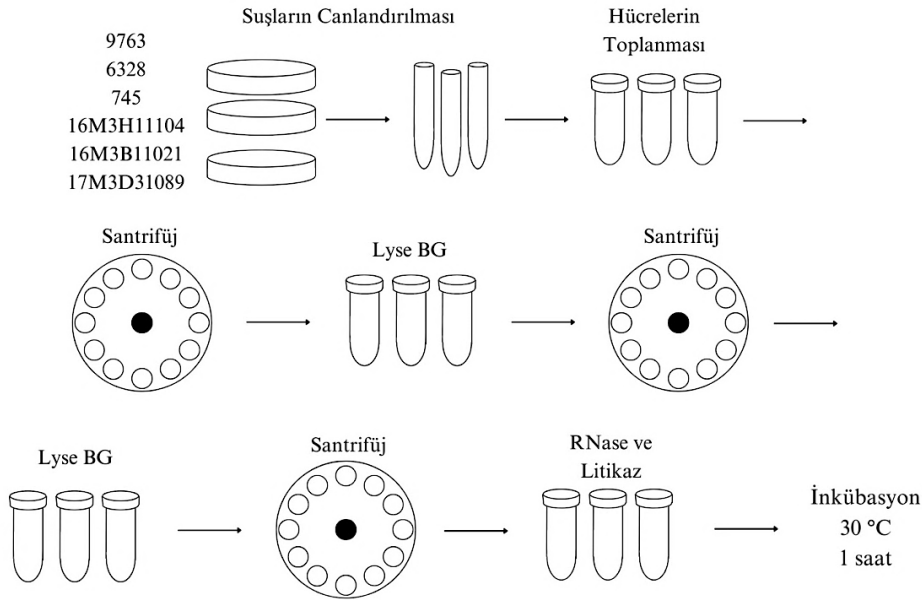 Suşların Canlandırılması
9763
6328
745
16M3H11104
16M3B11021
17M3D31089
Hücrelerin
Toplanması
Santrifüj
Lyse BG
Santrifüj
Lyse BG
Santrifüj
RNase ve
Litikaz
İnkübasyon
30 °C
1 saat